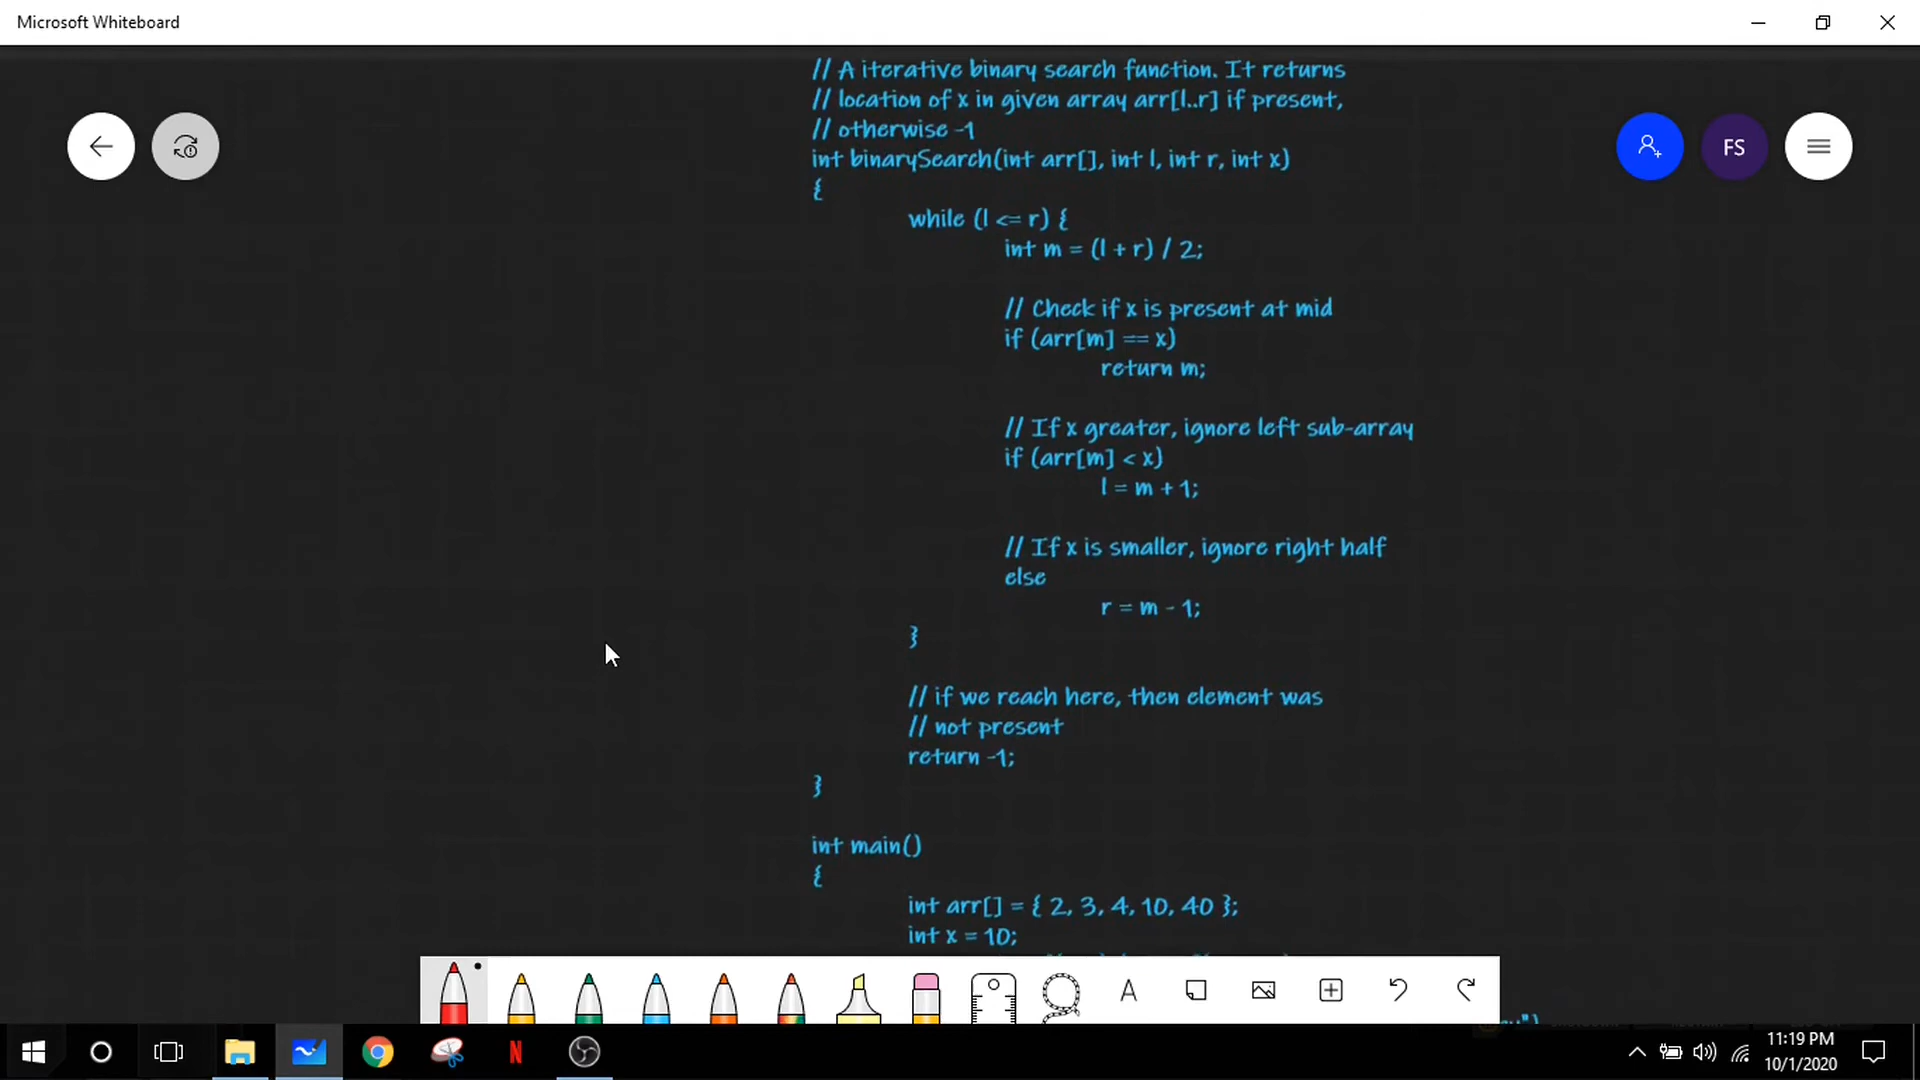 Microsoft Whiteboard
// A iterative binary search function. It returns
// location of x in given array arr[l..r] if present,
// otherwise -1
int binarySearch(int arr[], int l, int r, int x)
{
while (l <= r) {
int m = (l + r) / 2;
// Check if x is present at mid
if (arr[m] == x)
return m;
// If x greater, ignore left sub-array
if (arr[m] < x)
l = m + 1;
// If x is smaller, ignore right half
else
r = m - 1;
}
// if we reach here, then element was
// not present
return -1;
}
int main()
{
int arr[] = { 2, 3, 4, 10, 40 };
int x = 10;
FS
A
N
11:19 PM
10/1/2020